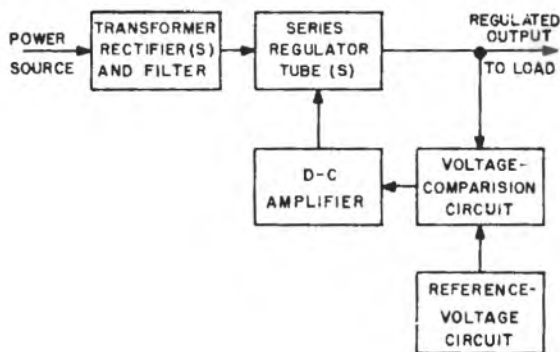 POWER
SOURCE
TRANSFORMER
RECTIFIER(S)
AND FILTER
SERIES
REGULATOR
TUBE (S)
REGULATED
OUTPUT
TO LOAD
D-C
AMPLIFIER
VOLTAGE-
COMPARISION
CIRCUIT
REFERENCE-
VOLTAGE
CIRCUIT